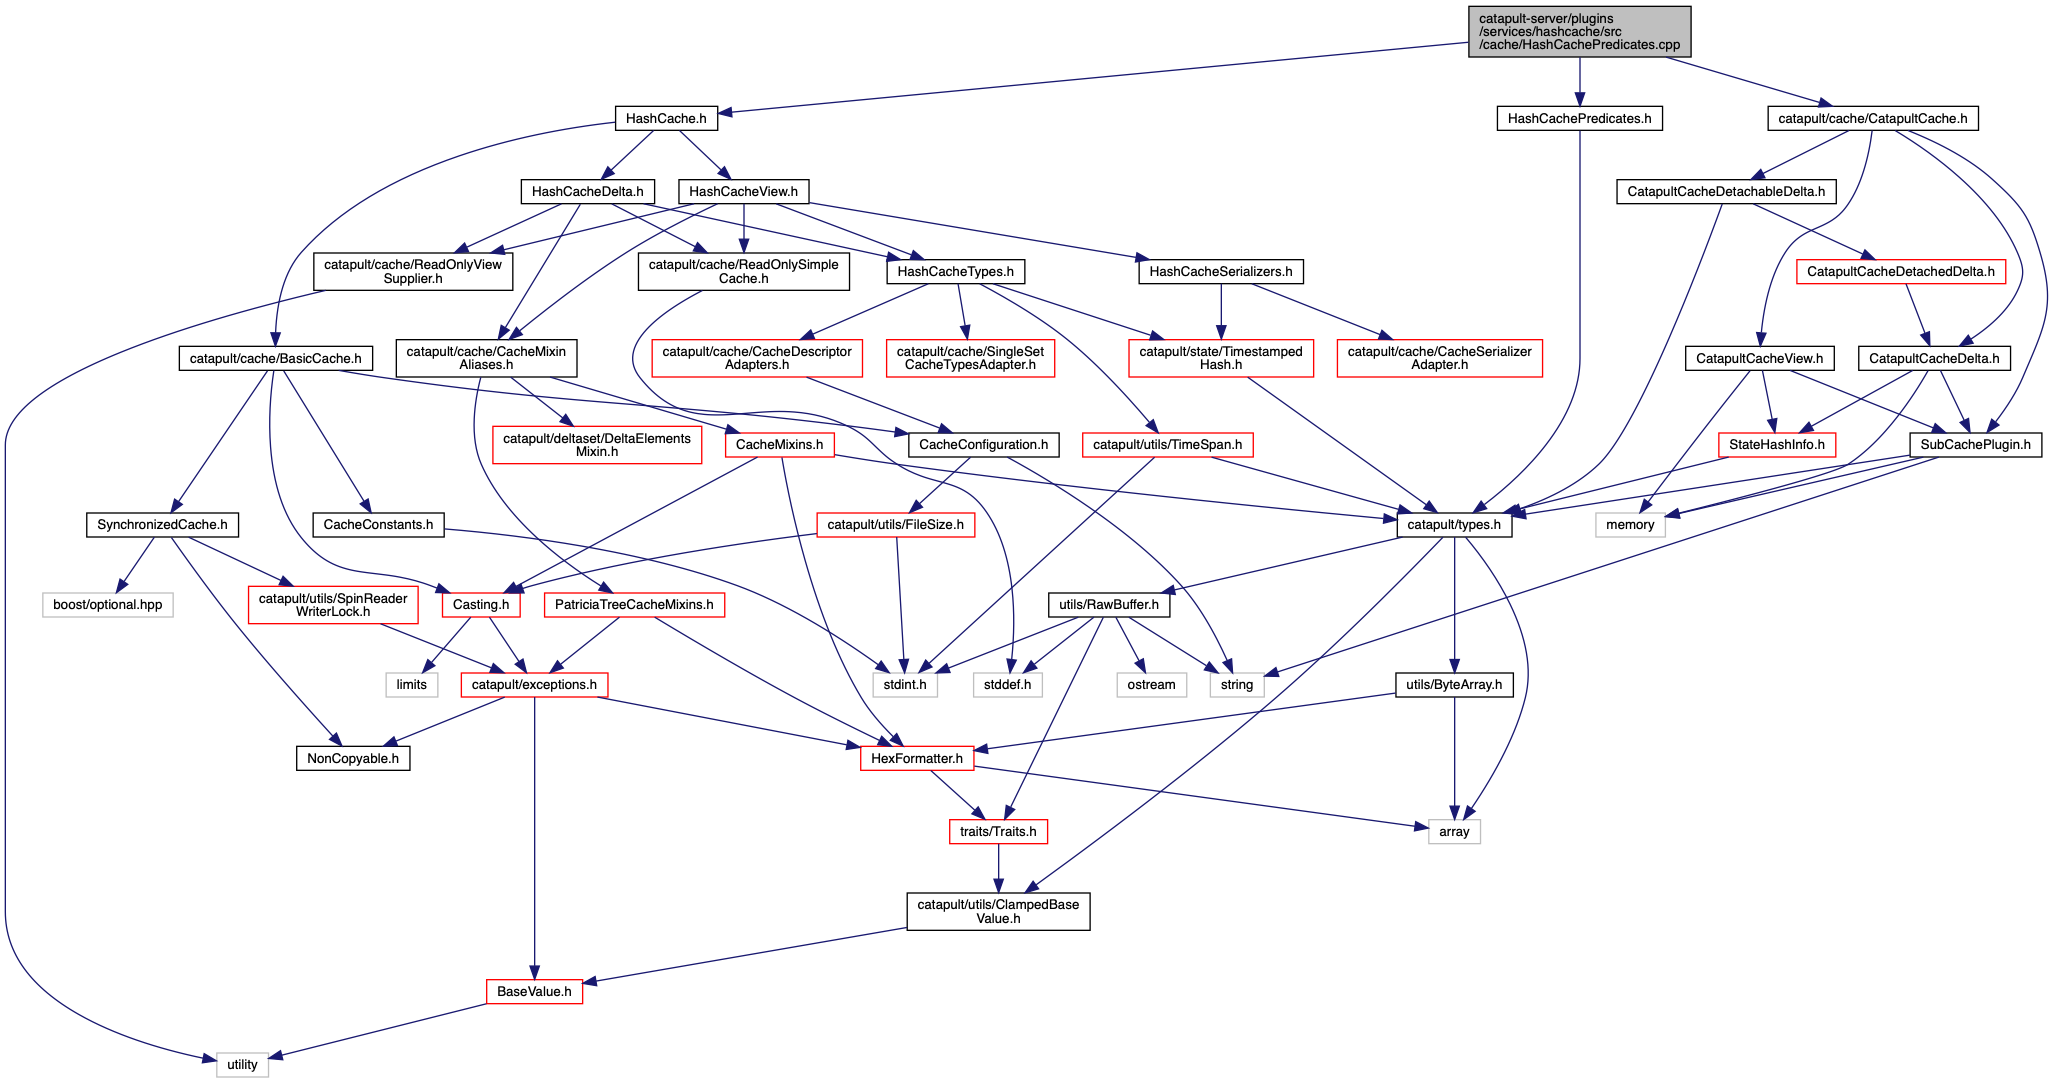 catapult-server/plugins
/services/hashcache/src
/cache/HashCachePredicates.cpp
HashCache.h
HashCachePredicates.h
catapult/cache/CatapultCache.h
HashCacheDelta.h
HashCacheView.h
CatapultCacheDetachableDelta.h
catapult/cache/ReadOnlyView
Supplier.h
catapult/cache/ReadOnlySimple
Cache.h
HashCacheTypes.h
HashCacheSerializers.h
CatapultCacheDetachedDelta.h
catapult/cache/BasicCache.h
catapult/cache/CacheMixin
Aliases.h
catapult/cache/CacheDescriptor
Adapters.h
catapult/cache/SingleSet
CacheTypesAdapter.h
catapult/state/Timestamped
Hash.h
catapult/cache/CacheSerializer
Adapter.h
CatapultCacheView.h
CatapultCacheDelta.h
catapult/deltaset/DeltaElements
Mixin.h
CacheMixins.h
CacheConfiguration.h
catapult/utils/TimeSpan.h
StateHashInfo.h
SubCachePlugin.h
SynchronizedCache.h
CacheConstants.h
catapult/utils/FileSize.h
catapult/types.h
memory
boost/optional.hpp
catapult/utils/SpinReader
WriterLock.h
Casting.h
PatriciaTreeCacheMixins.h
utils/RawBuffer.h
limits
catapult/exceptions.h
stdint.h
stddef.h
ostream
string
utils/ByteArray.h
NonCopyable.h
HexFormatter.h
traits/Traits.h
array
catapult/utils/ClampedBase
Value.h
BaseValue.h
utility